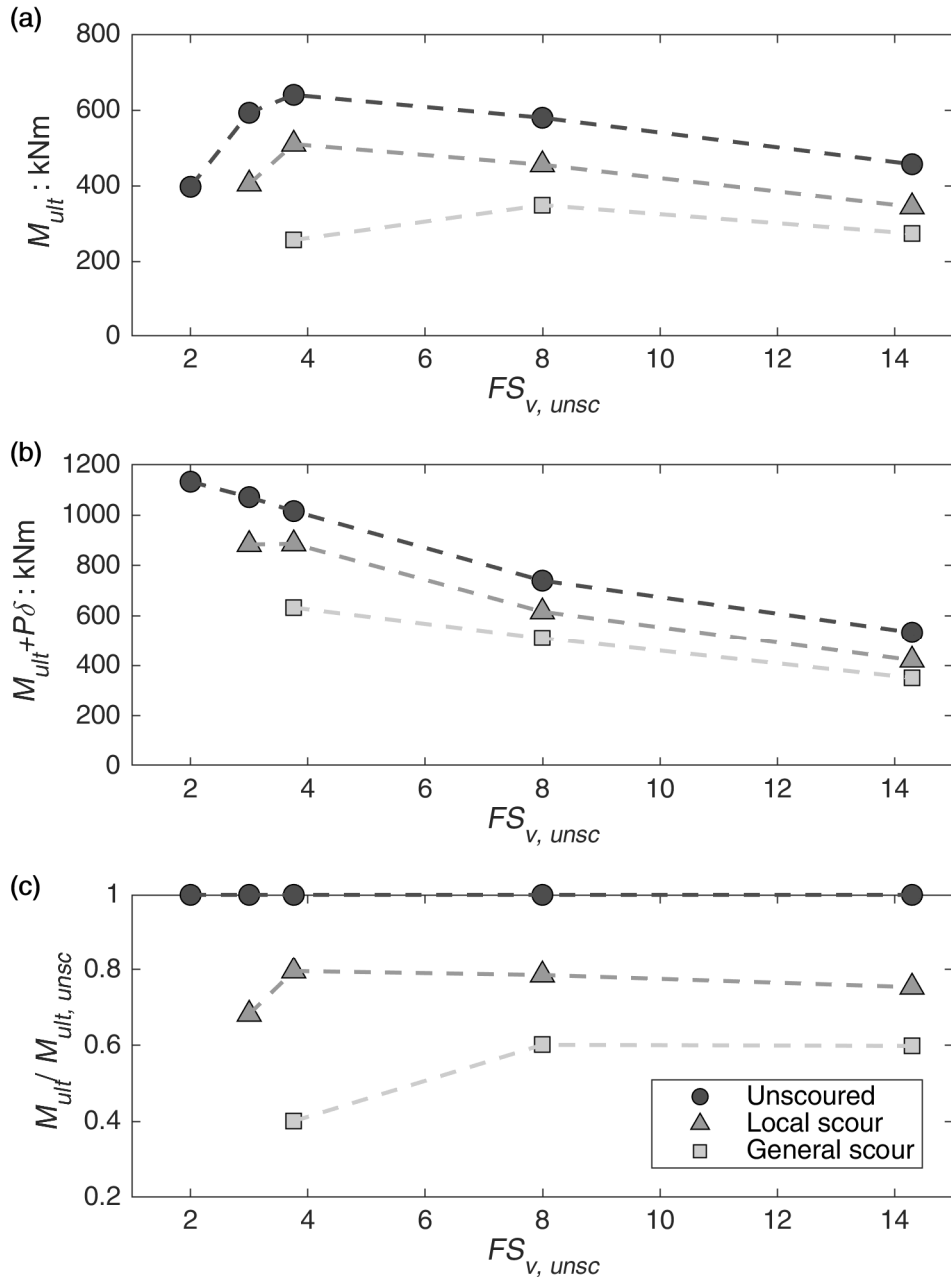 (a)
800
600
400
200
0
M_ult : kNm
2 4 6 8 10 12 14
FS_v, unsc
(b)
1200
1000
800
600
400
200
0
M_ult+Pδ : kNm
2 4 6 8 10 12 14
FS_v, unsc
(c)
1
0.8
0.6
0.4
0.2
M_ult/ M_ult, unsc
Unscoured
Local scour
General scour
2 4 6 8 10 12 14
FS_v, unsc